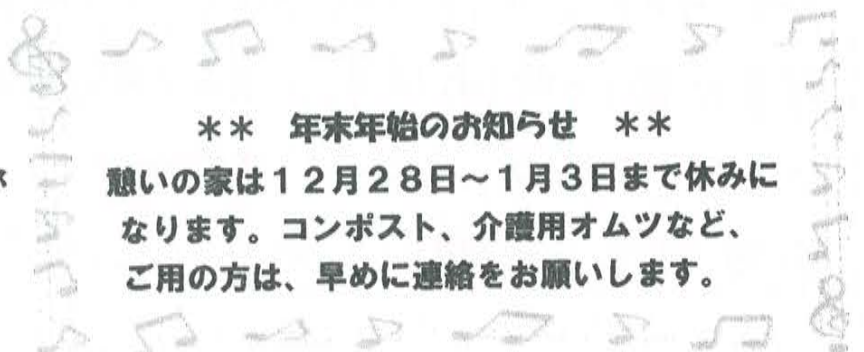 ＊＊　年末年始のお知らせ　＊＊
憩いの家は１２月２８日～１月３日まで休みに
なります。コンポスト、介護用オムツなど、
ご用の方は、早めに連絡をお願いします。